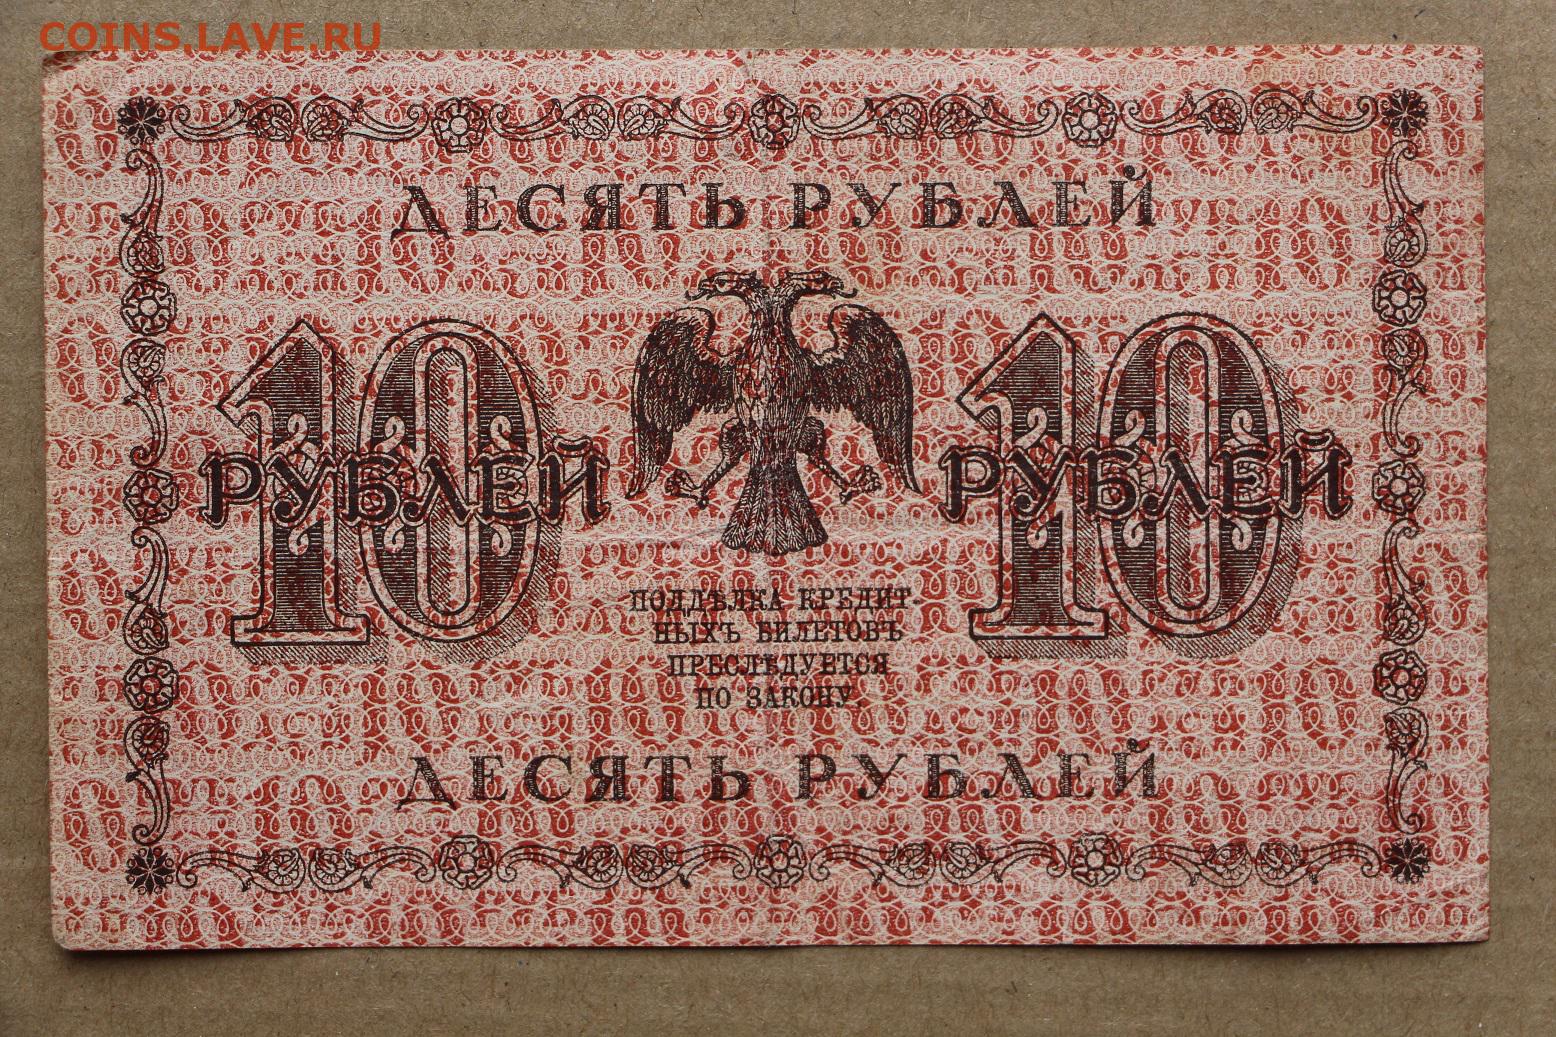 COINS.LAVE.RU
ДЕСЯТЬ РУБЛЕЙ
10 10
РУБЛЕЙ РУБЛЕЙ
ПОДДѢЛКА КРЕДИТ-
НЫХЪ БИЛЕТОВЪ
ПРЕСЛѢДУЕТСЯ
ПО ЗАКОНУ.
ДЕСЯТЬ РУБЛЕЙ